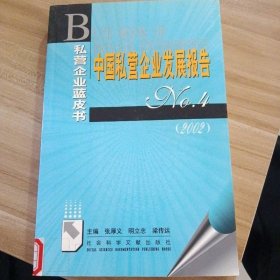 B
私营企业蓝皮书
中国私营企业发展报告
No.4
(2002)
主编 张厚义 明立志 梁传运
社会科学文献出版社
SOCIAL SCIENCES DOCUMENTATION PUBLISHING HOUSE